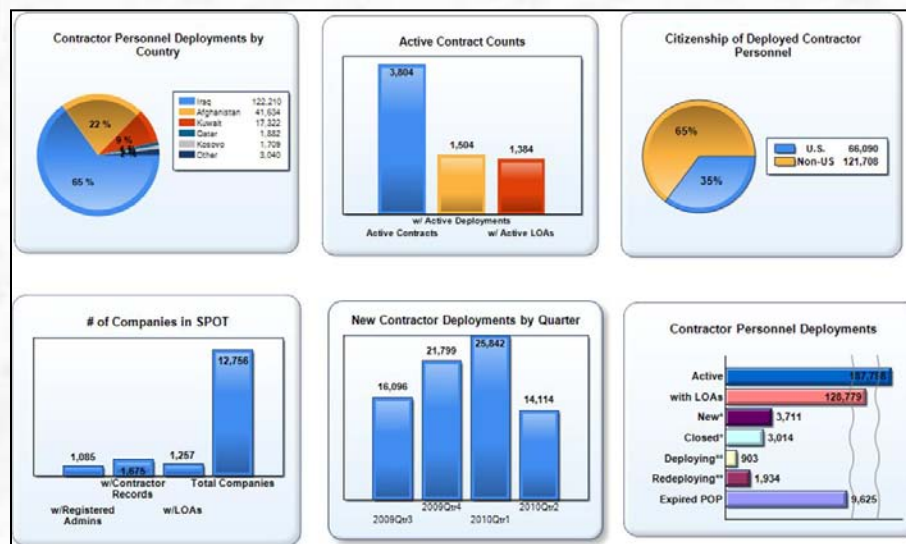 Contractor Personnel Deployments by
Country
Iraq 122,210
Afghanistan 41,634
Kuwait 17,322
Qatar 1,882
Kosovo 1,709
Other 3,040
22 %
9 %
65 %
Active Contract Counts
3,804
1,504
1,384
w/ Active Deployments
Active Contracts w/ Active LOAs
Citizenship of Deployed Contractor
Personnel
65%
35%
U.S. 66,090
Non-US 121,708
# of Companies in SPOT
12,756
1,085
1,675
1,257
w/Contractor
Records
Total Companies
w/Registered
Admins
w/LOAs
New Contractor Deployments by Quarter
16,096
21,799
25,842
14,114
2009Qtr3
2009Qtr4
2010Qtr1
2010Qtr2
Contractor Personnel Deployments
Active
with LOAs 128,779
New* 3,711
Closed* 3,014
Deploying** 903
Redeploying** 1,934
Expired POP 9,625